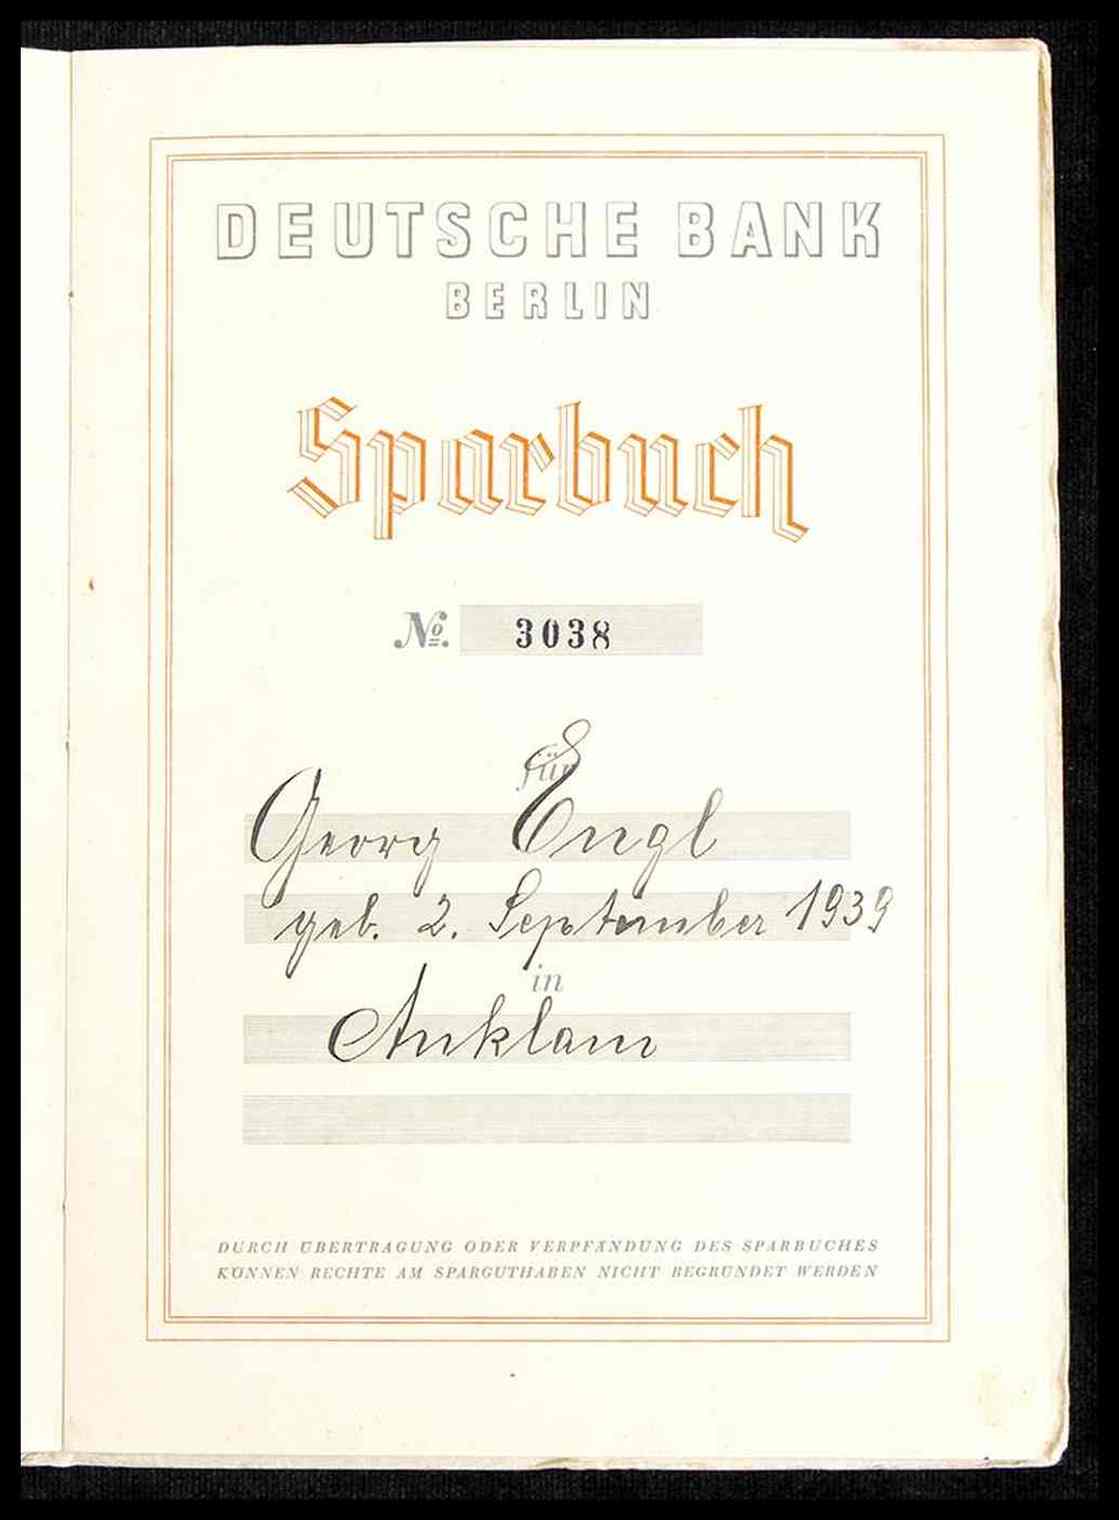 DEUTSCHE BANK
BERLIN
Sparbuch
No. 3038
für
Georg Engl
geb. 2. September 1939
in
Anklam
DURCH ÜBERTRAGUNG ODER VERPFÄNDUNG DES SPARBUCHES
KÖNNEN RECHTE AM SPARGUTHABEN NICHT BEGRÜNDET WERDEN